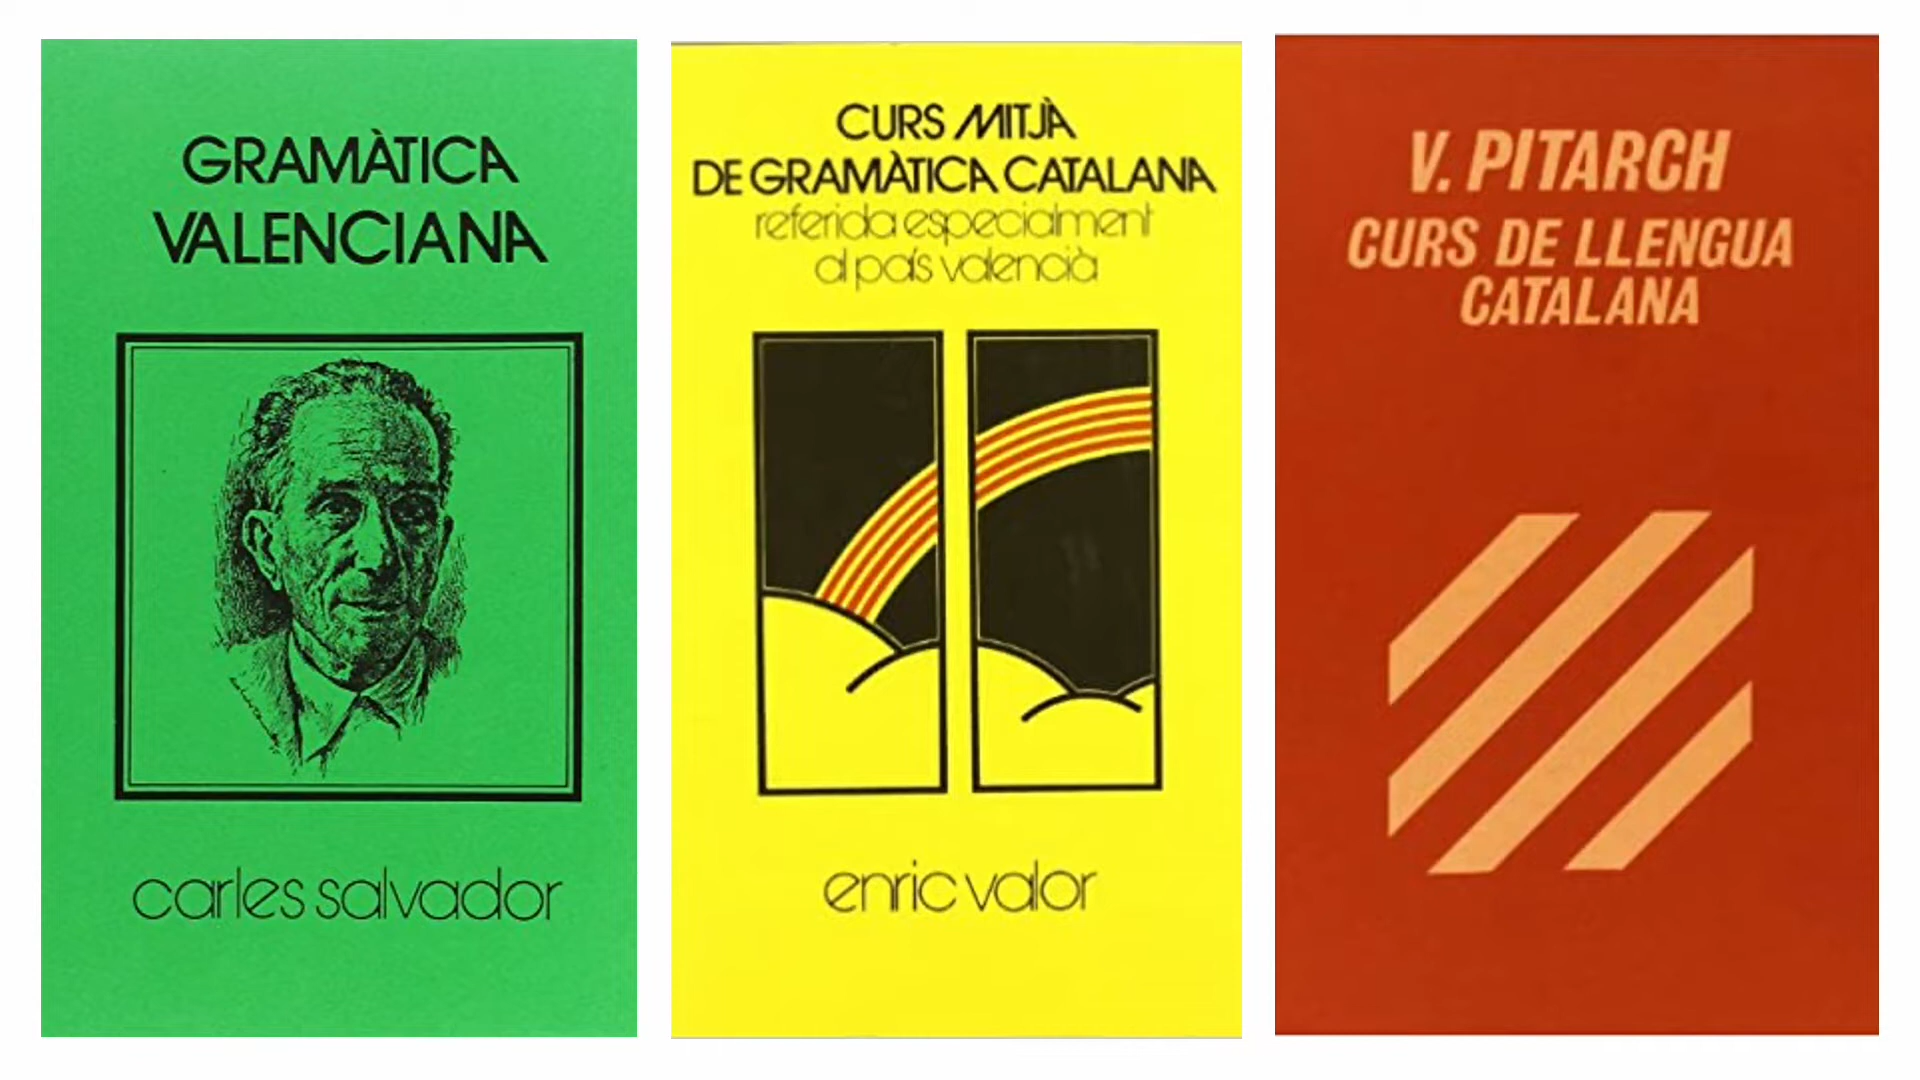 GRAMÀTICA
VALENCIANA
carles salvador
CURS MITJÀ
DE GRAMÀTICA CATALANA
referida especialment
al país valencià
enric valor
V. PITARCH
CURS DE LLENGUA
CATALANA